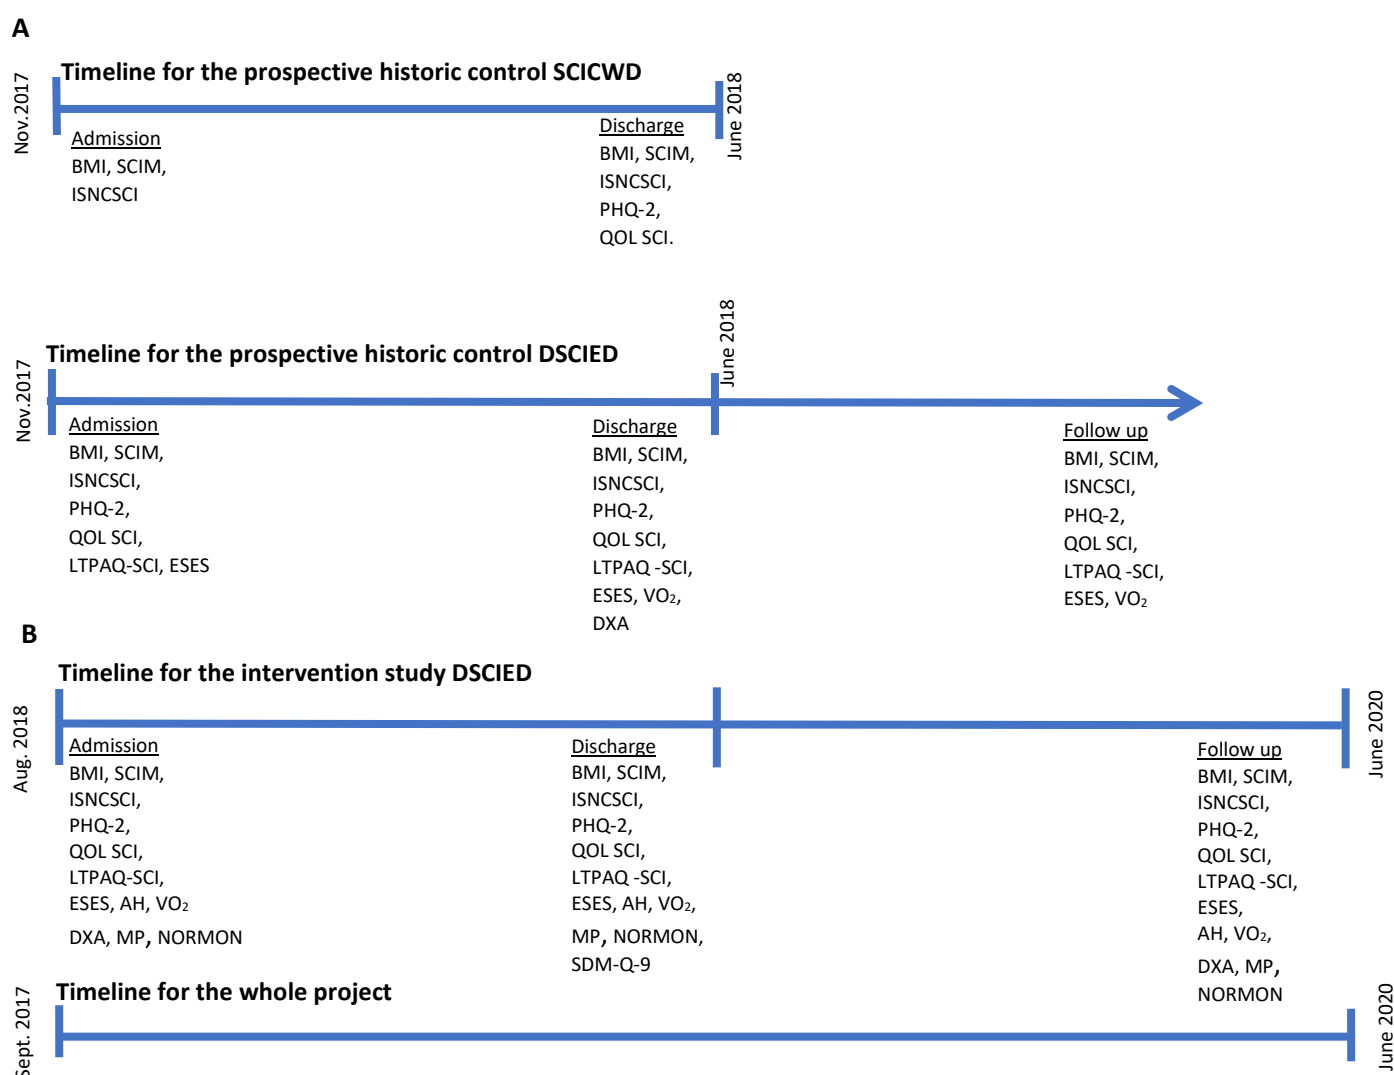 A
Timeline for the prospective historic control SCICWD
Nov.2017
June 2018
Admission
BMI, SCIM,
ISNCSCI
Discharge
BMI, SCIM,
ISNCSCI,
PHQ-2,
QOL SCI.
Timeline for the prospective historic control DSCIED
Nov.2017
June 2018
Admission
BMI, SCIM,
ISNCSCI,
PHQ-2,
QOL SCI,
LTPAQ-SCI, ESES
Discharge
BMI, SCIM,
ISNCSCI,
PHQ-2,
QOL SCI,
LTPAQ -SCI,
ESES, VO2,
DXA
Follow up
BMI, SCIM,
ISNCSCI,
PHQ-2,
QOL SCI,
LTPAQ -SCI,
ESES, VO2
B
Timeline for the intervention study DSCIED
Aug. 2018
June 2020
Admission
BMI, SCIM,
ISNCSCI,
PHQ-2,
QOL SCI,
LTPAQ-SCI,
ESES, AH, VO2
DXA, MP, NORMON
Discharge
BMI, SCIM,
ISNCSCI,
PHQ-2,
QOL SCI,
LTPAQ -SCI,
ESES, AH, VO2,
MP, NORMON,
SDM-Q-9
Follow up
BMI, SCIM,
ISNCSCI,
PHQ-2,
QOL SCI,
LTPAQ -SCI,
ESES,
AH, VO2,
DXA, MP,
NORMON
Timeline for the whole project
Sept. 2017
June 2020